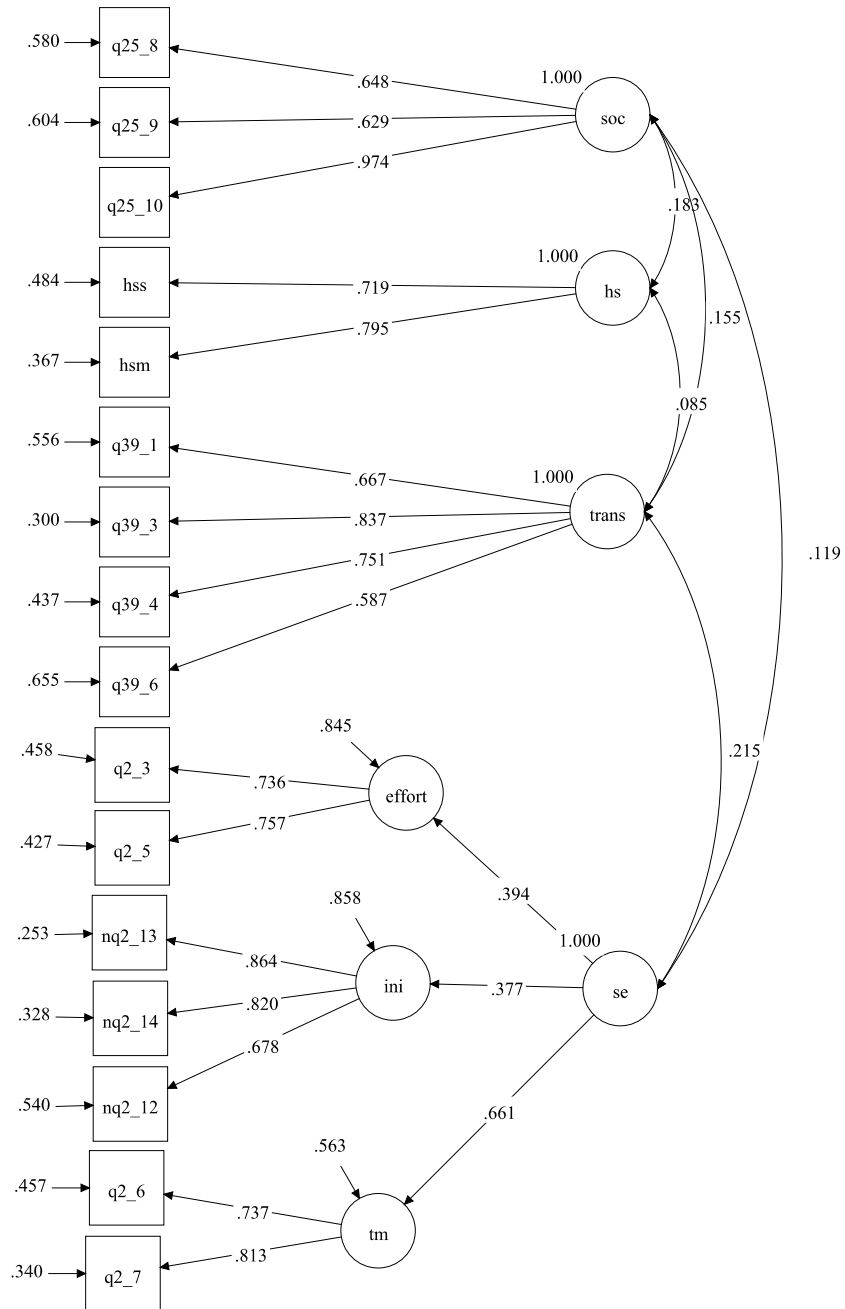 .580
q25_8
.648
1.000
soc
.604
q25_9
.629
.974
q25_10
.183
.484
hss
.719
1.000
hs
.795
.367
hsm
.155
.085
.556
q39_1
.667
1.000
trans
.300
q39_3
.837
.751
.437
q39_4
.587
.119
.655
q39_6
.458
q2_3
.845
.736
effort
.757
.215
.427
q2_5
.394
.253
nq2_13
.858
.864
1.000
ini
.377
se
.820
.328
nq2_14
.678
.540
nq2_12
.661
.563
.457
q2_6
.737
tm
.813
.340
q2_7